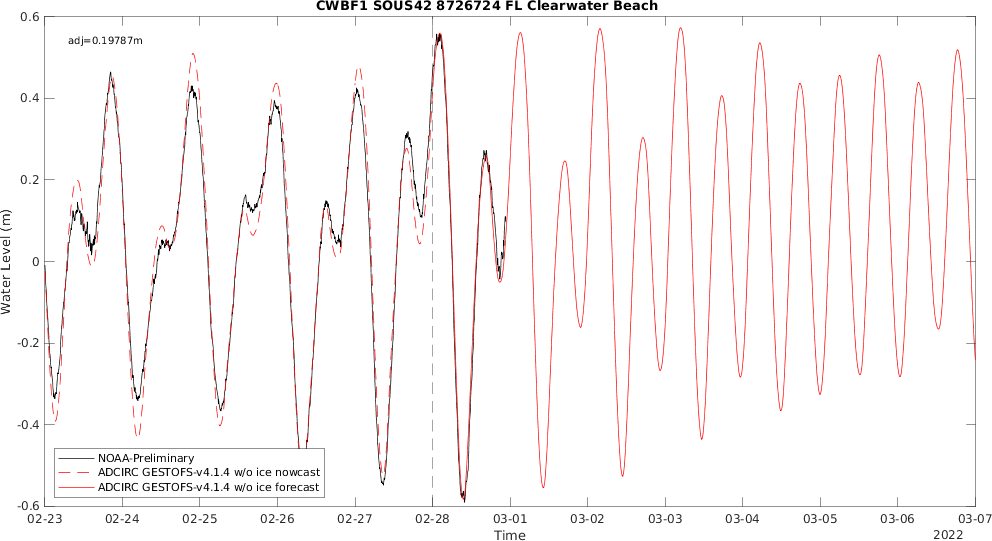 CWBF1 SOUS42 8726724 FL Clearwater Beach
adj=0.19787m
0.6
0.4
0.2
0
-0.2
-0.4
-0.6
Water Level (m)
NOAA-Preliminary
ADCIRC GESTOFS-v4.1.4 w/o ice nowcast
ADCIRC GESTOFS-v4.1.4 w/o ice forecast
02-23 02-24 02-25 02-26 02-27 02-28 03-01 03-02 03-03 03-04 03-05 03-06 03-07
Time
2022